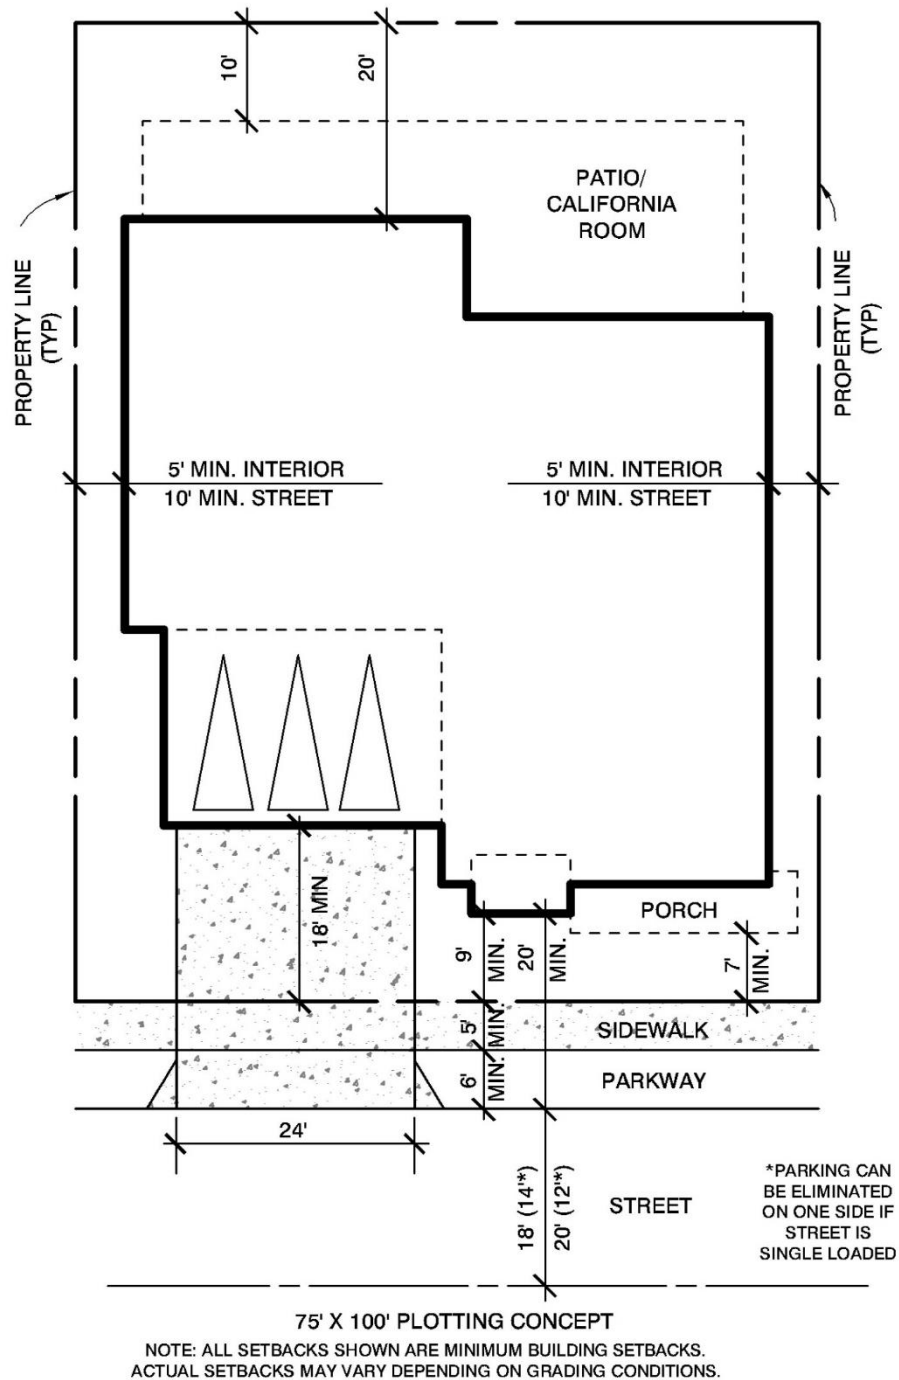 10'
20'
PATIO/
CALIFORNIA
ROOM
PROPERTY LINE
(TYP)
PROPERTY LINE
(TYP)
5' MIN. INTERIOR
10' MIN. STREET
5' MIN. INTERIOR
10' MIN. STREET
18' MIN
PORCH
9'
MIN.
20'
MIN.
7'
MIN.
5'
MIN.
SIDEWALK
6'
MIN.
PARKWAY
24'
18' (14'*)
20' (12'*)
STREET
*PARKING CAN
BE ELIMINATED
ON ONE SIDE IF
STREET IS
SINGLE LOADED
75' X 100' PLOTTING CONCEPT
NOTE: ALL SETBACKS SHOWN ARE MINIMUM BUILDING SETBACKS.
ACTUAL SETBACKS MAY VARY DEPENDING ON GRADING CONDITIONS.